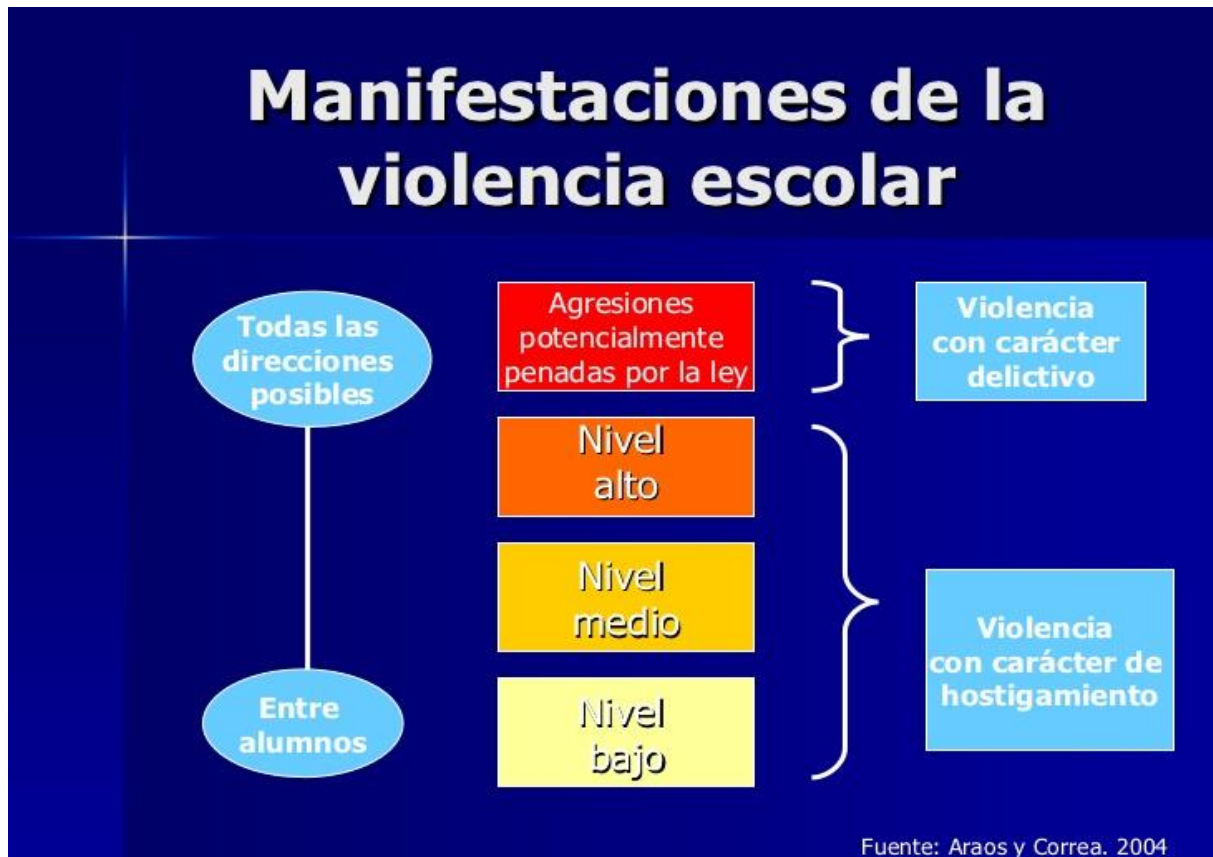 Manifestaciones de la
violencia escolar
Todas las
direcciones
posibles
Agresiones
potencialmente
penadas por la ley
Violencia
con carácter
delictivo
Nivel
alto
Nivel
medio
Violencia
con carácter de
hostigamiento
Entre
alumnos
Nivel
bajo
Fuente: Araos y Correa. 2004